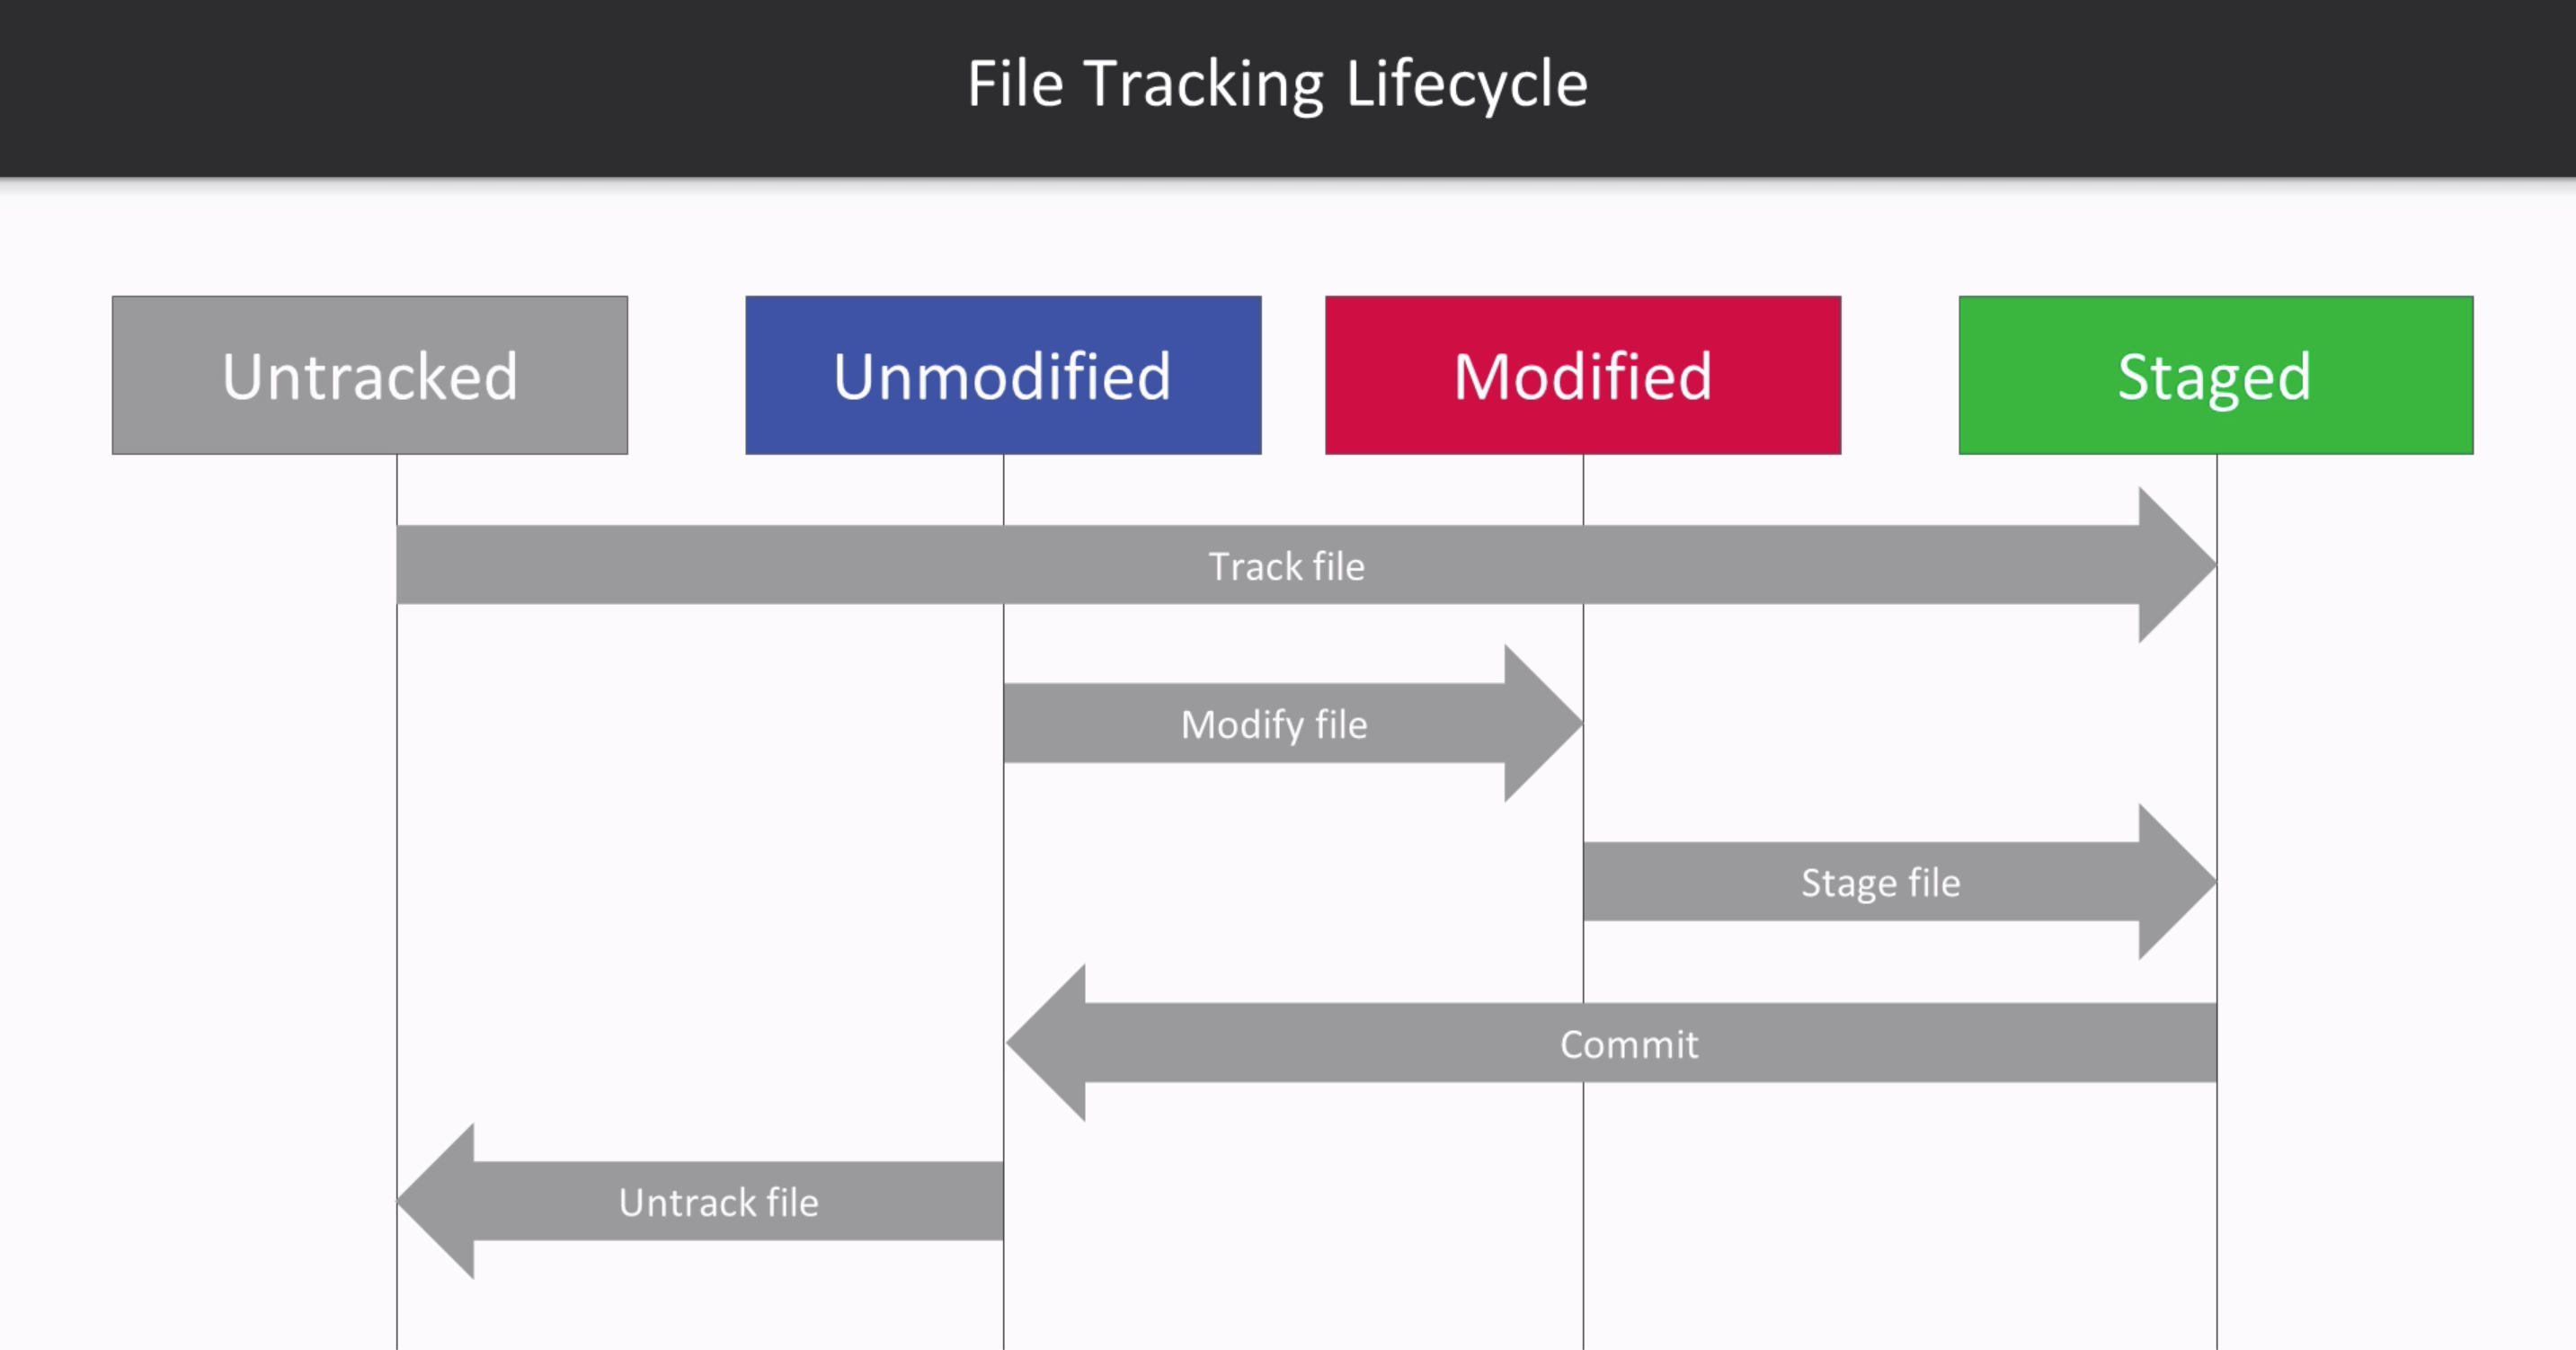 File Tracking Lifecycle
Untracked
Unmodified
Modified
Staged
Track file
Modify file
Stage file
Commit
Untrack file